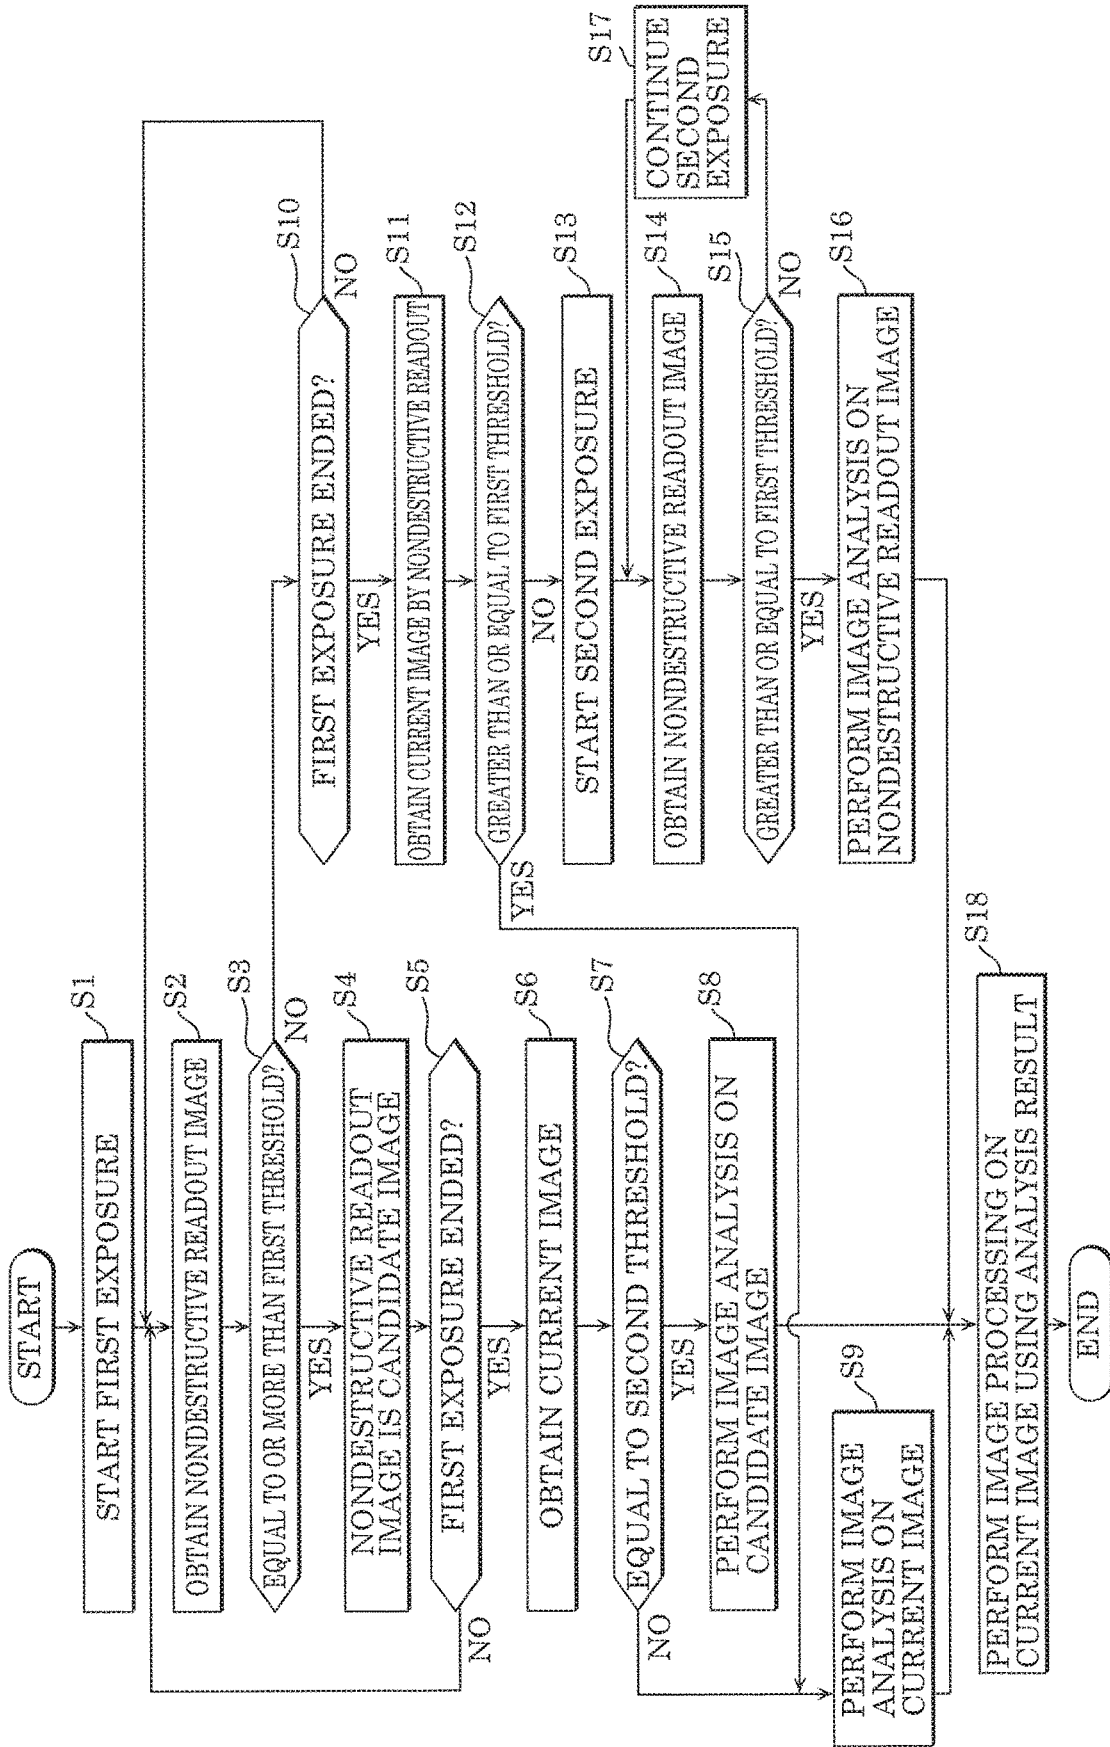 START
START FIRST EXPOSURE
S1
OBTAIN NONDESTRUCTIVE READOUT IMAGE
S2
EQUAL TO OR MORE THAN FIRST THRESHOLD?
S3
NO
YES
NONDESTRUCTIVE READOUT
IMAGE IS CANDIDATE IMAGE
S4
FIRST EXPOSURE ENDED?
S5
NO
YES
OBTAIN CURRENT IMAGE
S6
EQUAL TO SECOND THRESHOLD?
S7
NO
YES
PERFORM IMAGE ANALYSIS ON
CANDIDATE IMAGE
S8
PERFORM IMAGE
ANALYSIS ON
CURRENT IMAGE
S9
FIRST EXPOSURE ENDED?
S10
NO
YES
OBTAIN CURRENT IMAGE BY NONDESTRUCTIVE READOUT
S11
GREATER THAN OR EQUAL TO FIRST THRESHOLD?
S12
YES
NO
START SECOND EXPOSURE
S13
OBTAIN NONDESTRUCTIVE READOUT IMAGE
S14
GREATER THAN OR EQUAL TO FIRST THRESHOLD?
S15
NO
YES
PERFORM IMAGE ANALYSIS ON
NONDESTRUCTIVE READOUT IMAGE
S16
CONTINUE
SECOND
EXPOSURE
S17
PERFORM IMAGE PROCESSING ON
CURRENT IMAGE USING ANALYSIS RESULT
S18
END